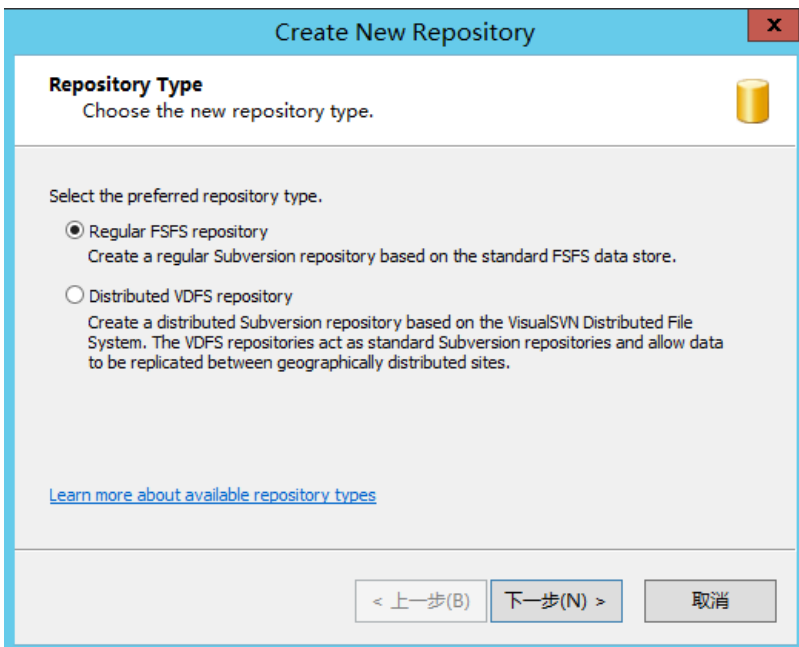 Create New Repository
x
Repository Type
Choose the new repository type.
Select the preferred repository type.
Regular FSFS repository
Create a regular Subversion repository based on the standard FSFS data store.
Distributed VDFS repository
Create a distributed Subversion repository based on the VisualSVN Distributed File
System. The VDFS repositories act as standard Subversion repositories and allow data
to be replicated between geographically distributed sites.
Learn more about available repository types
< 上一步(B) 下一步(N) > 取消